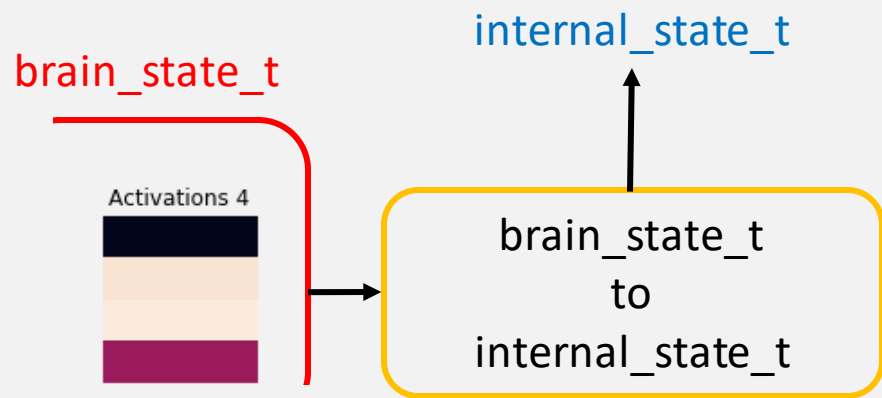 internal_state_t
brain_state_t
Activations 4
brain_state_t
to
internal_state_t